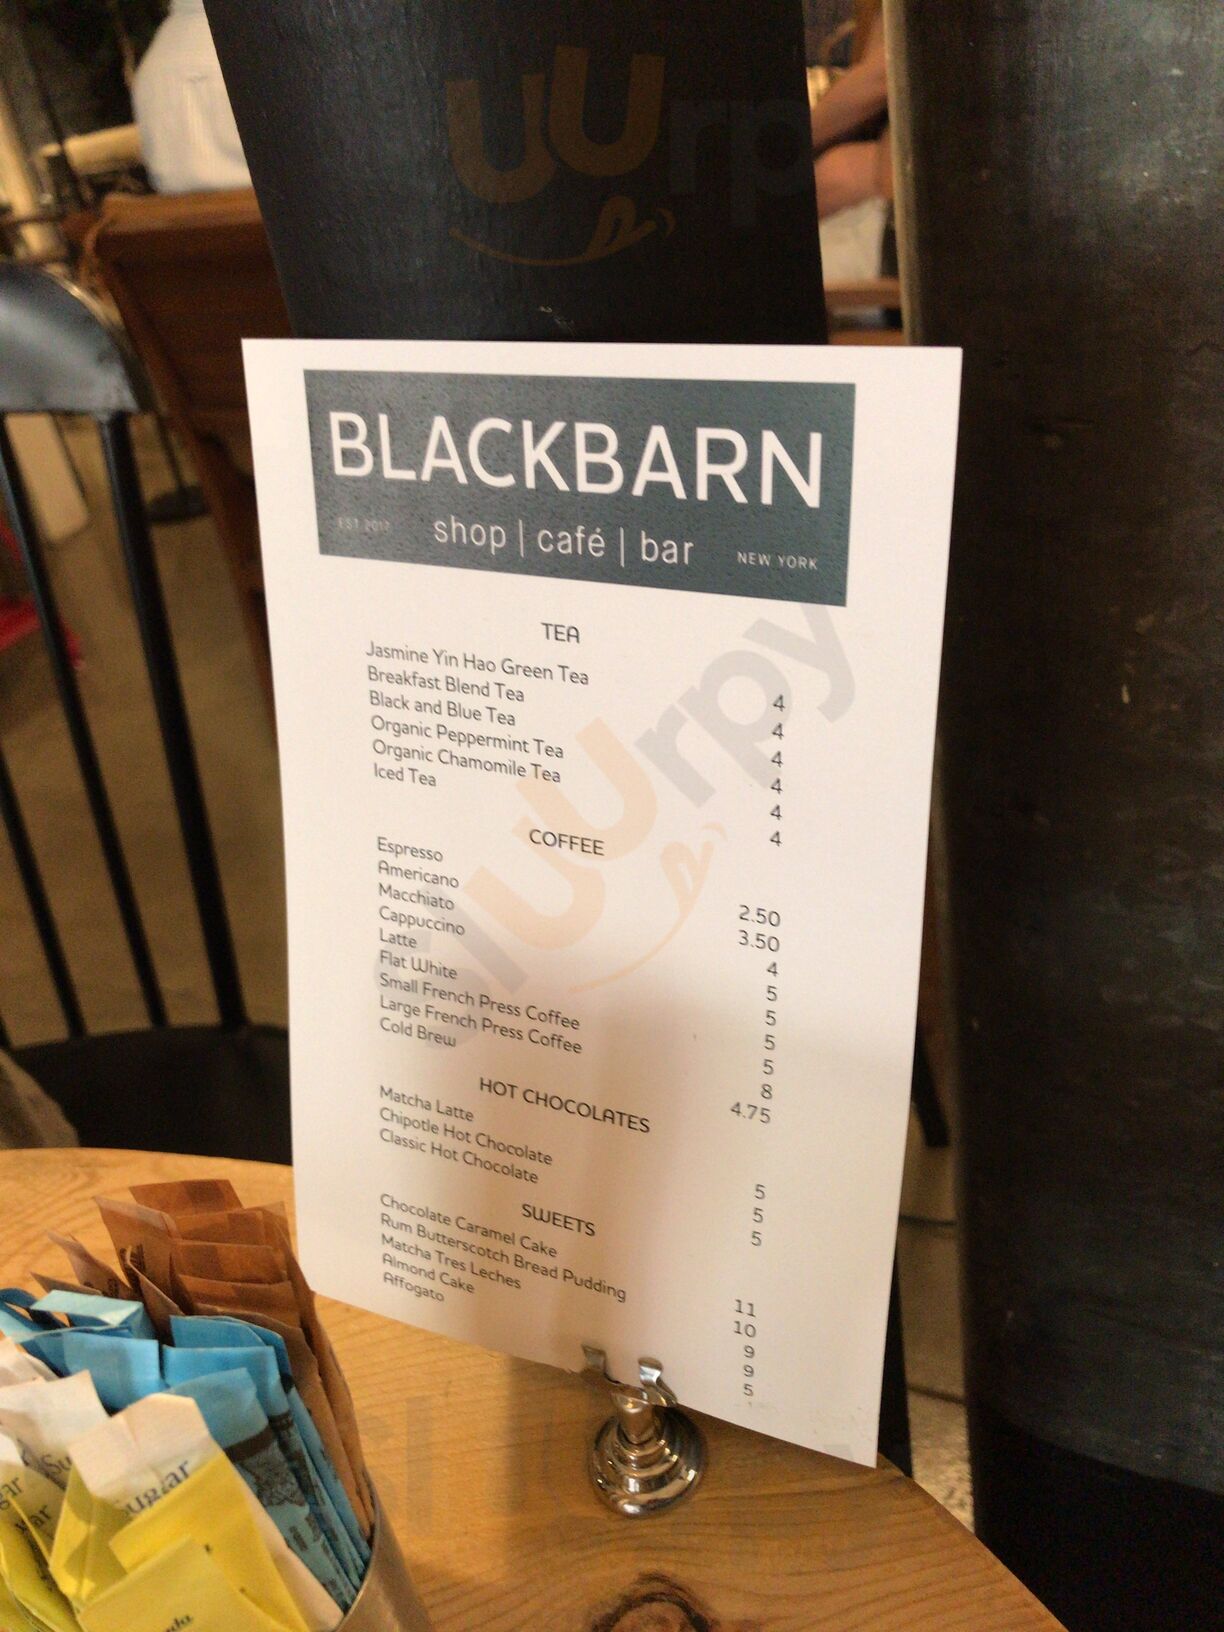 BLACKBARN
EST 2017 shop | café | bar NEW YORK
TEA
Jasmine Yin Hao Green Tea 4
Breakfast Blend Tea 4
Black and Blue Tea 4
Organic Peppermint Tea 4
Organic Chamomile Tea 4
Iced Tea 4
COFFEE
Espresso 2.50
Americano 3.50
Macchiato 4
Cappuccino 5
Latte 5
Flat White 5
Small French Press Coffee 5
Large French Press Coffee 8
Cold Brew 4.75
HOT CHOCOLATES
Matcha Latte 5
Chipotle Hot Chocolate 5
Classic Hot Chocolate 5
SWEETS
Chocolate Caramel Cake 11
Rum Butterscotch Bread Pudding 10
Matcha Tres Leches 9
Almond Cake 9
Affogato 5
Sugar
sluurpy